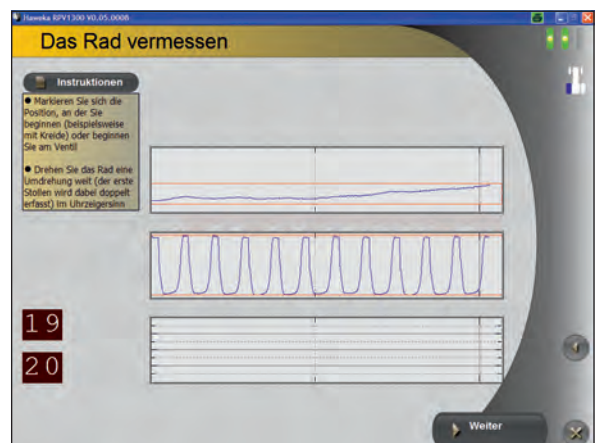 Haweka RPV1300 V0.05.0008
Das Rad vermessen
Instruktionen
● Markieren Sie sich die
Position, an der Sie
beginnen (beispielsweise
mit Kreide) oder beginnen
Sie am Ventil
● Drehen Sie das Rad eine
Umdrehung weit (der erste
Stollen wird dabei doppelt
erfasst) im Uhrzeigersinn
19
20
Weiter